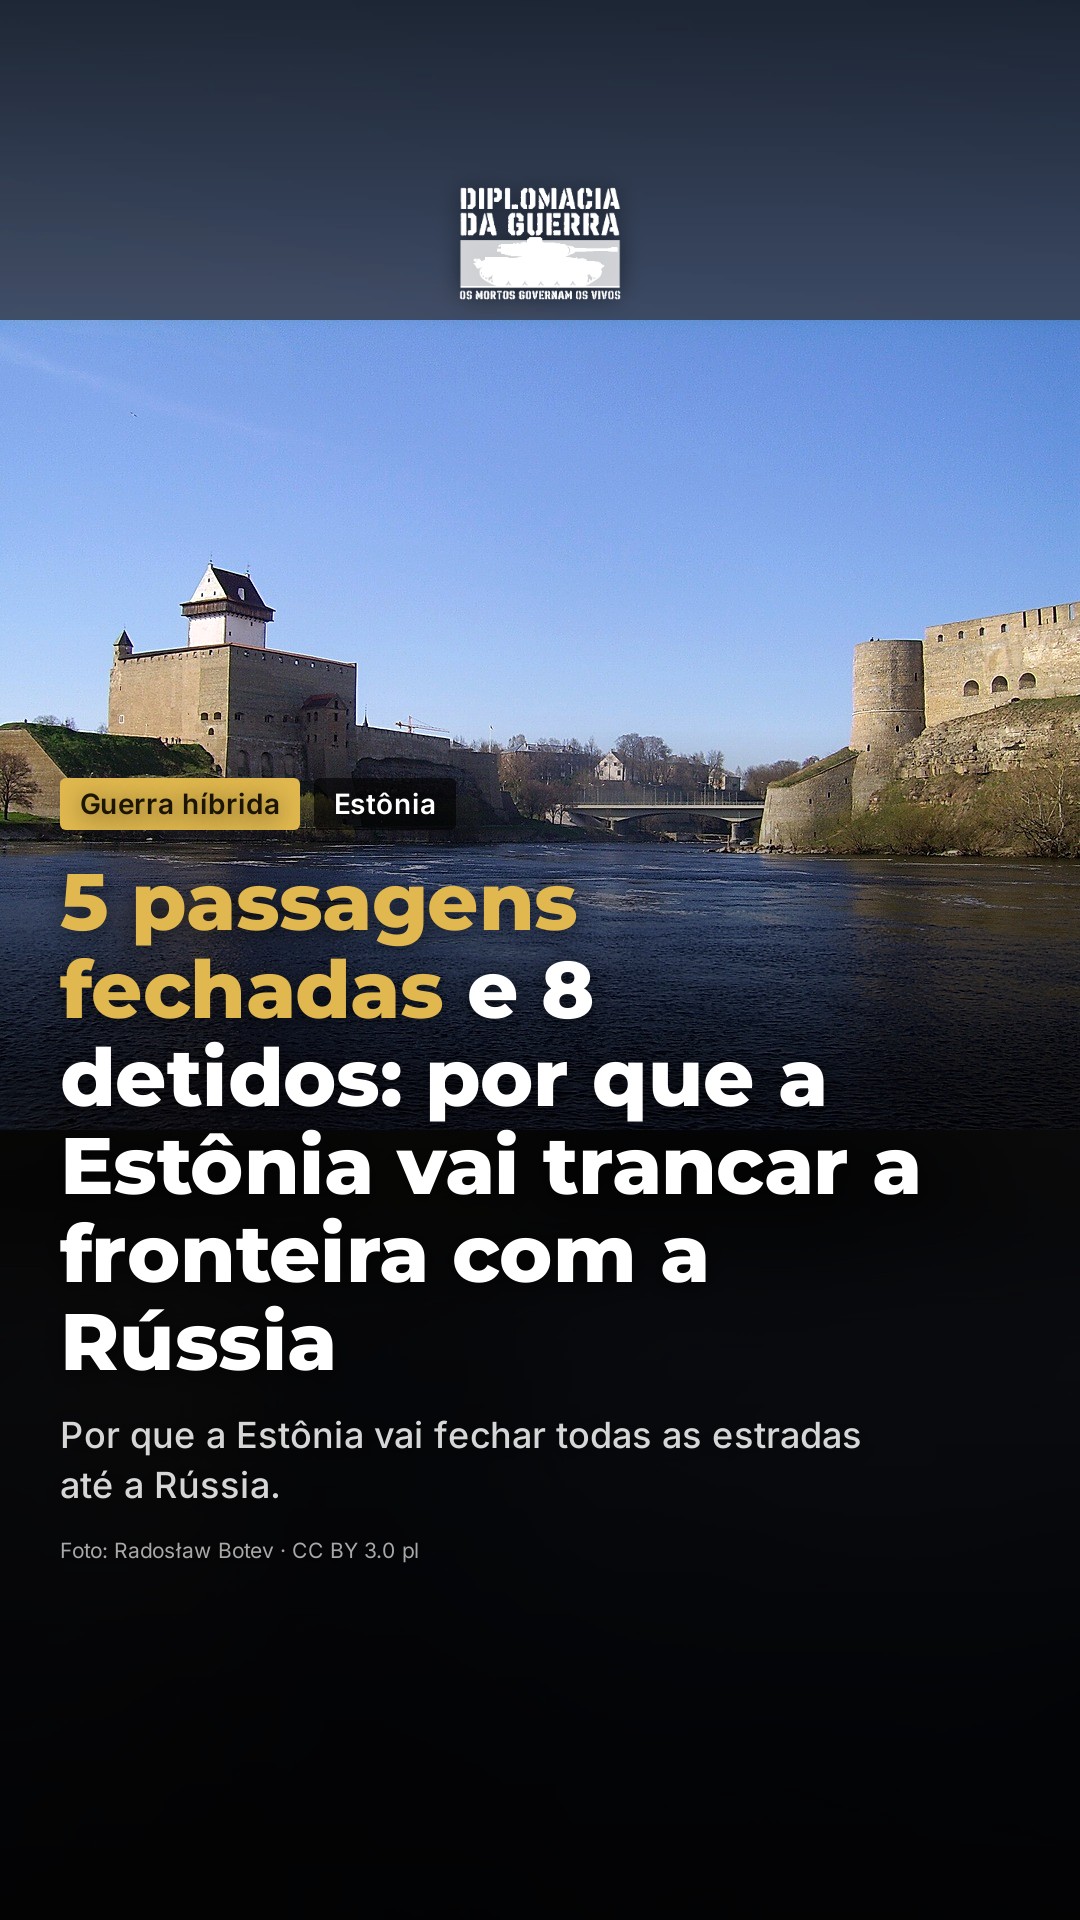 DIPLOMACIA
DA GUERRA
OS MORTOS GOVERNAM OS VIVOS
Guerra híbrida
Estônia
5 passagens
fechadas e 8
detidos: por que a
Estônia vai trancar a
fronteira com a
Rússia
Por que a Estônia vai fechar todas as estradas
até a Rússia.
Foto: Radosław Botev · CC BY 3.0 pl